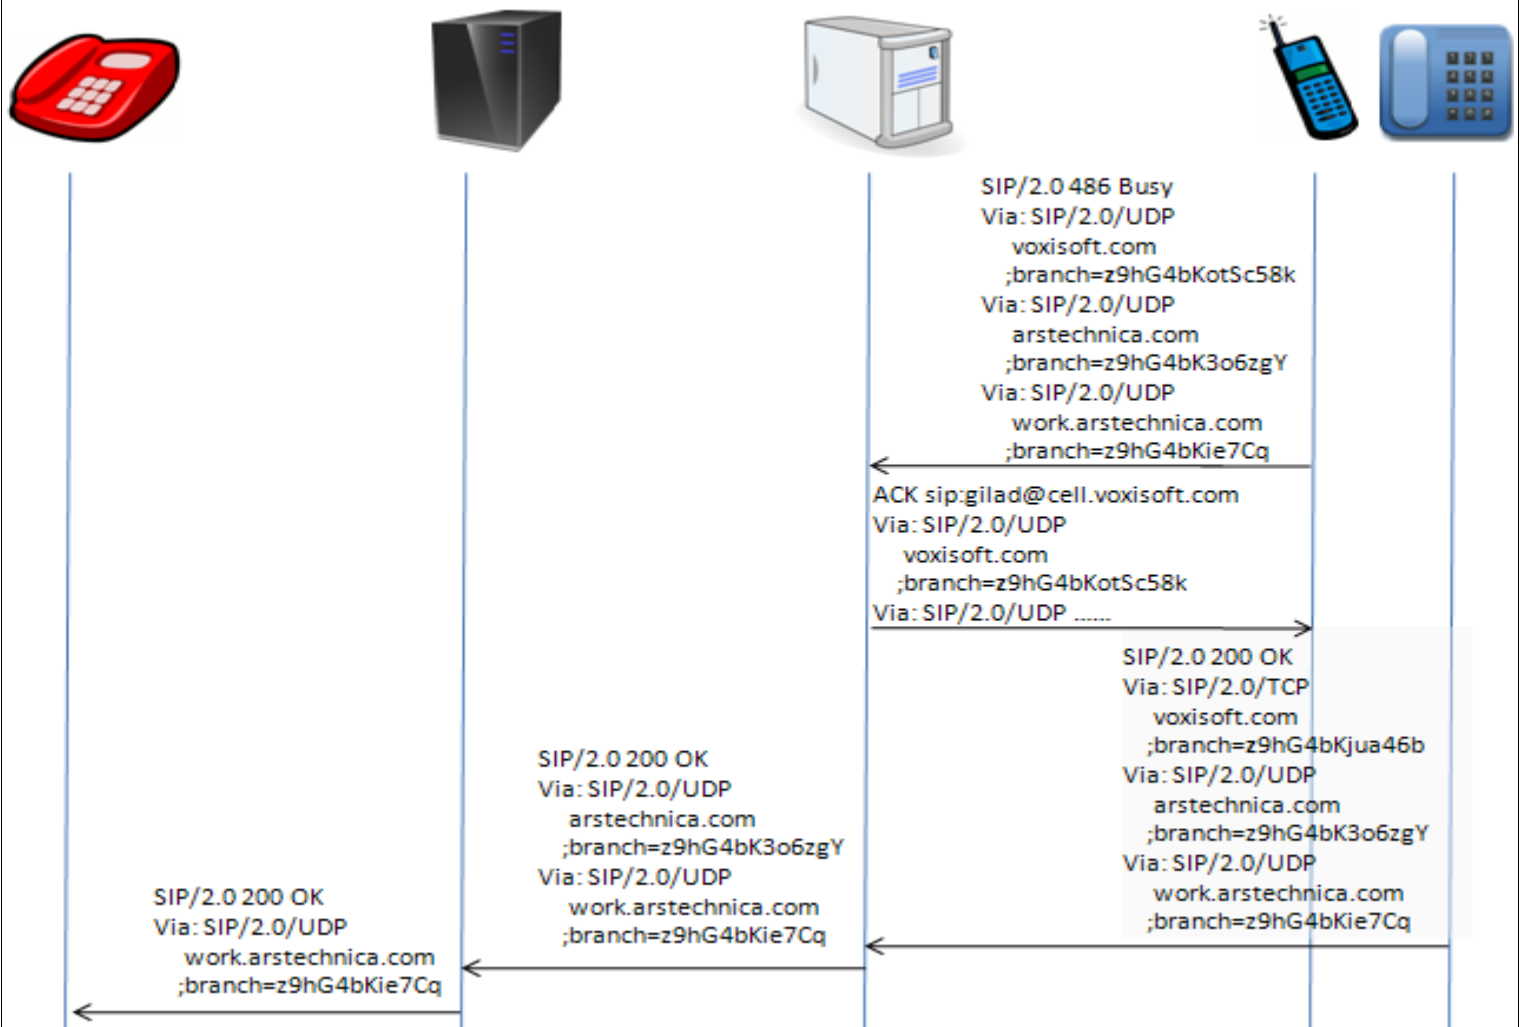 SIP/2.0 486 Busy
Via: SIP/2.0/UDP
voxisoft.com
;branch=z9hG4bKotSc58k
Via: SIP/2.0/UDP
arstechnica.com
;branch=z9hG4bK3o6zgY
Via: SIP/2.0/UDP
work.arstechnica.com
;branch=z9hG4bKie7Cq
ACK sip:gilad@cell.voxisoft.com
Via: SIP/2.0/UDP
voxisoft.com
;branch=z9hG4bKotSc58k
Via: SIP/2.0/UDP ......
SIP/2.0 200 OK
Via: SIP/2.0/TCP
voxisoft.com
;branch=z9hG4bKjua46b
Via: SIP/2.0/UDP
arstechnica.com
;branch=z9hG4bK3o6zgY
Via: SIP/2.0/UDP
work.arstechnica.com
;branch=z9hG4bKie7Cq
SIP/2.0 200 OK
Via: SIP/2.0/UDP
arstechnica.com
;branch=z9hG4bK3o6zgY
Via: SIP/2.0/UDP
work.arstechnica.com
;branch=z9hG4bKie7Cq
SIP/2.0 200 OK
Via: SIP/2.0/UDP
work.arstechnica.com
;branch=z9hG4bKie7Cq